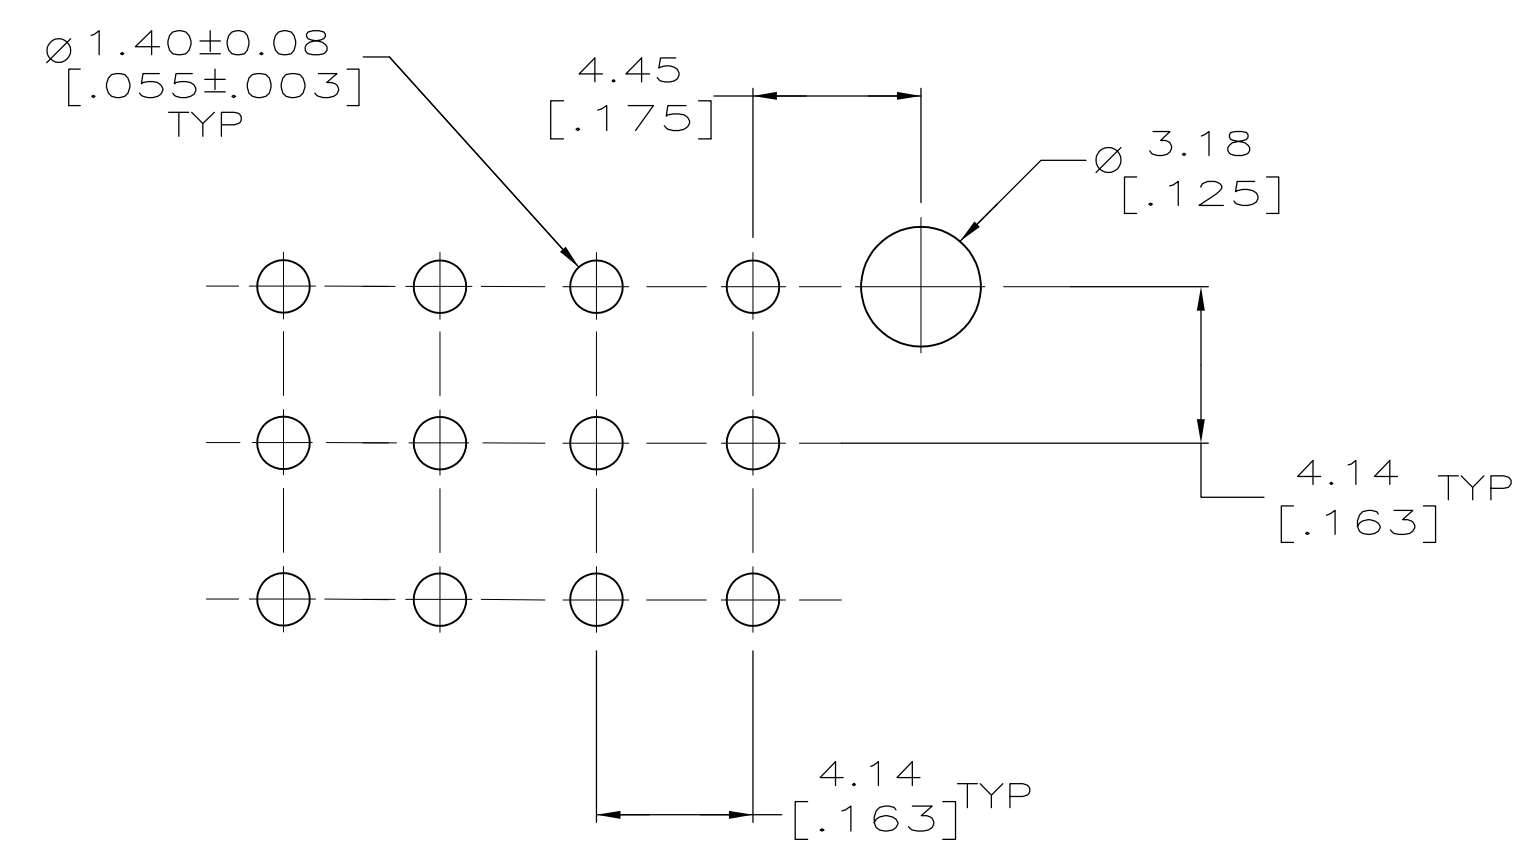 ⌀ 1.40±0.08
[.055±.003]
TYP
4.45
[.175]
⌀ 3.18
[.125]
4.14 TYP
[.163]
4.14 TYP
[.163]